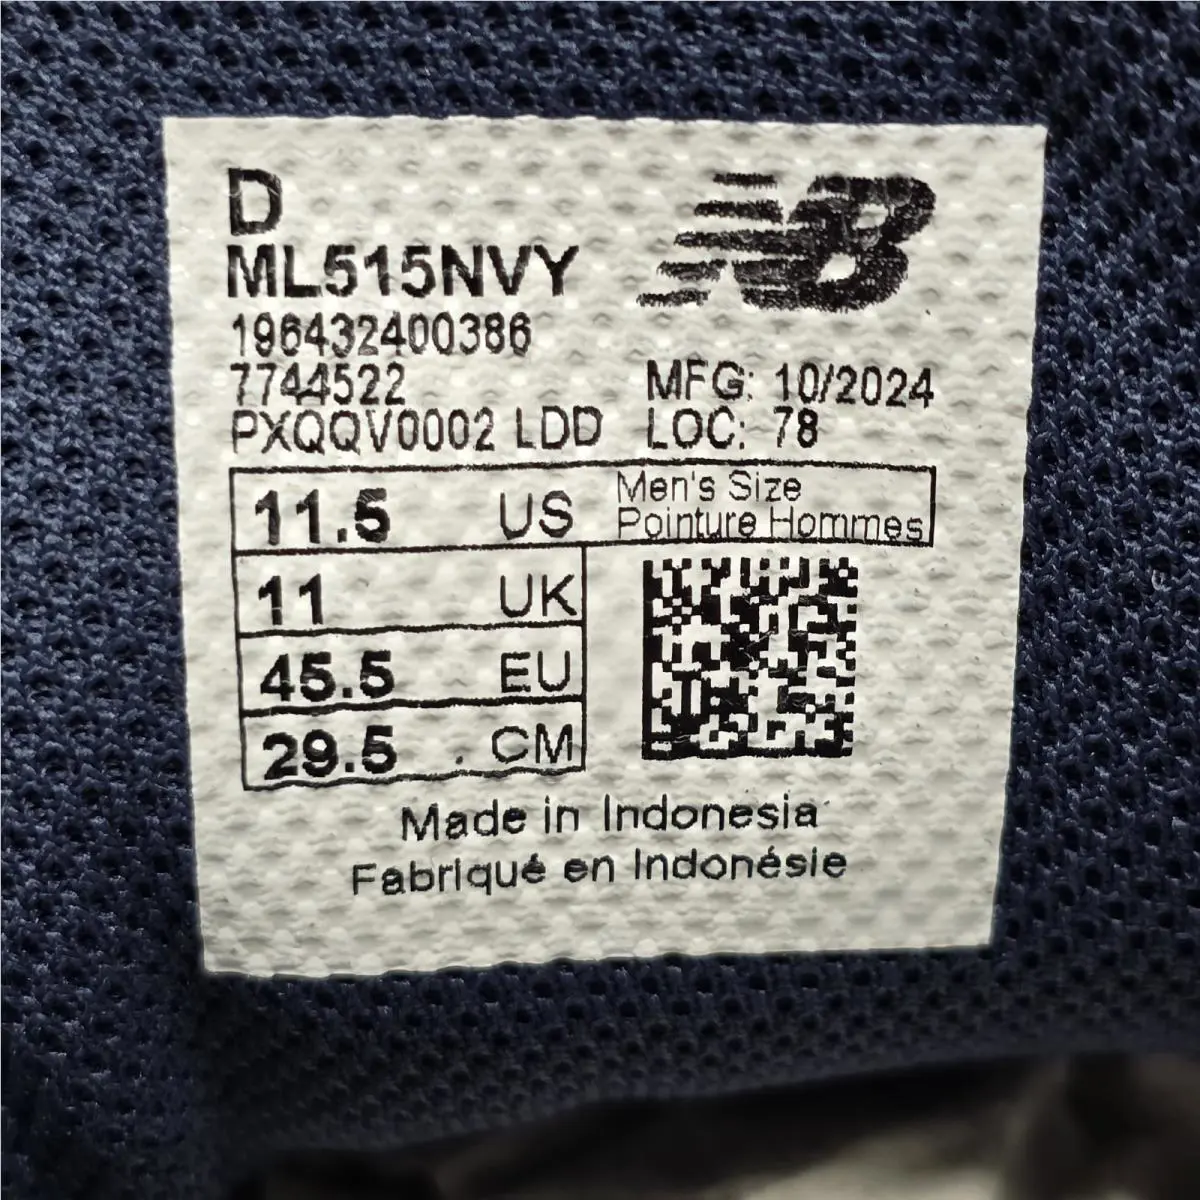 D
ML515NVY
196432400386
7744522 MFG: 10/2024
PXQQV0002 LDD LOC: 78
11.5 US Men's Size
Pointure Hommes
11 UK
45.5 EU
29.5 CM
Made in Indonesia
Fabriqué en Indonésie
NB